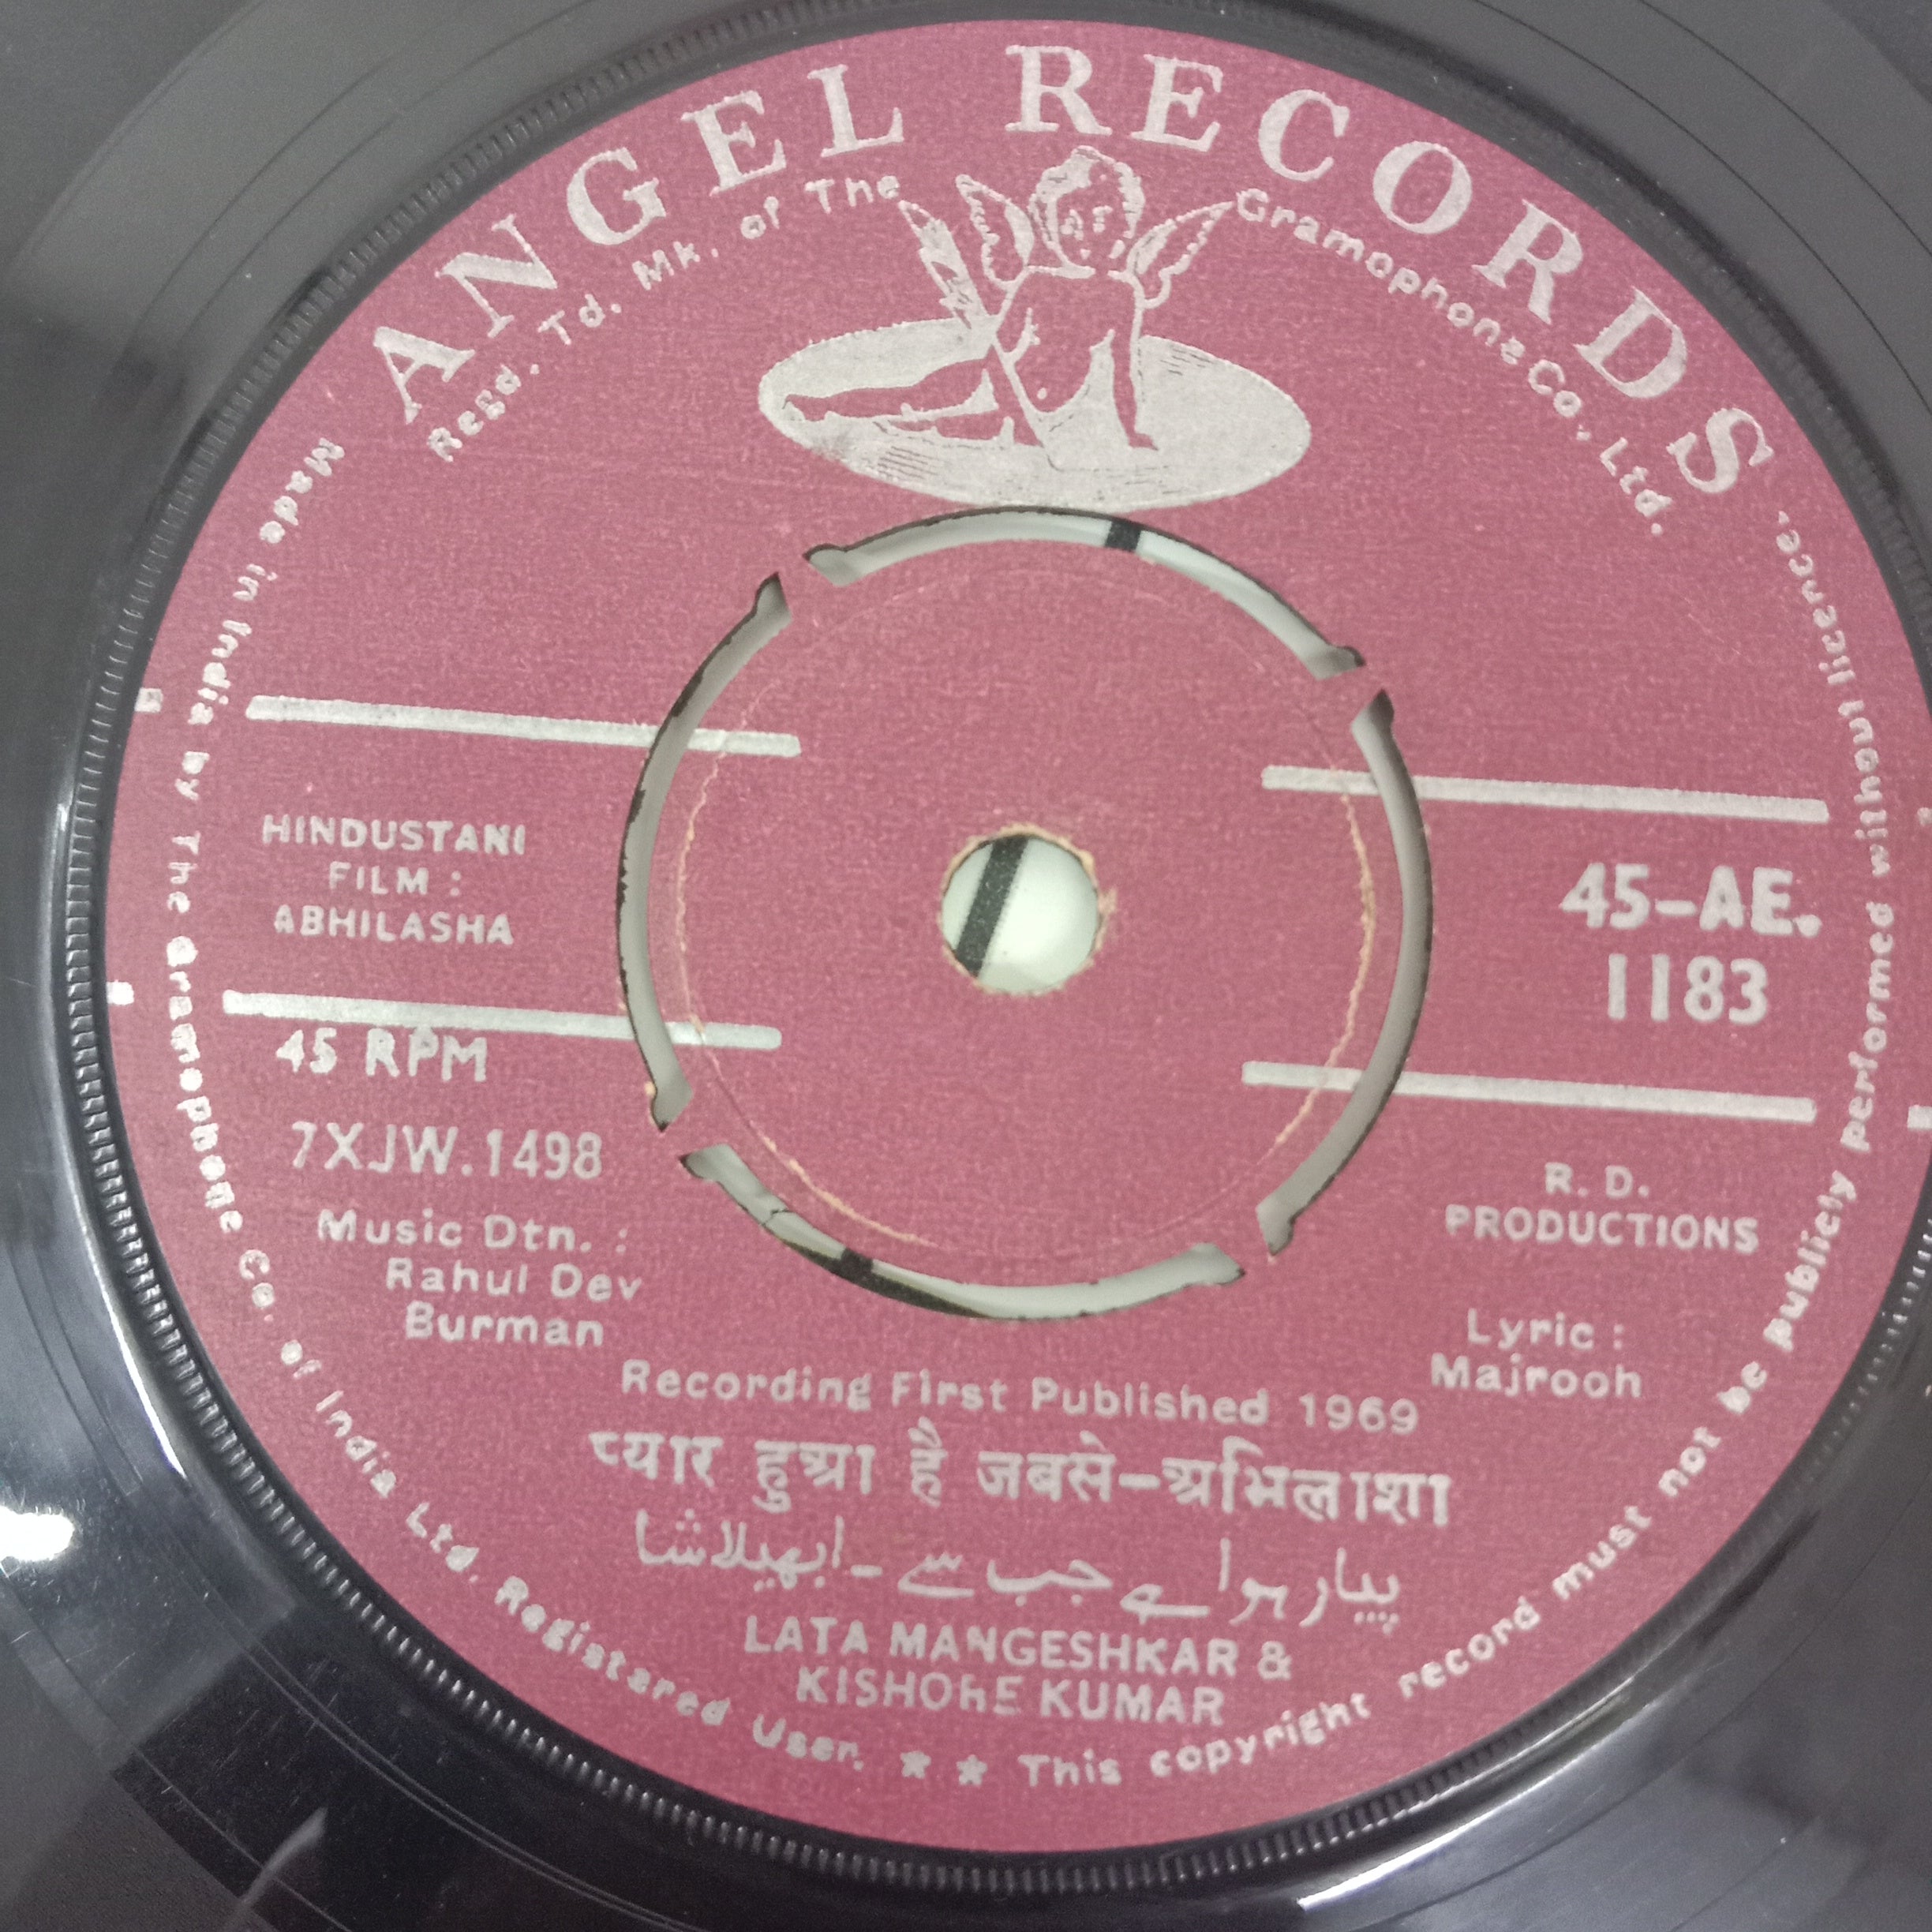 ANGEL RECORDS
Regd. Td. Mk. of The Gramophone Co., Ltd.
HINDUSTANI
FILM :
ABHILASHA
45-AE.
1183
45 RPM
7XJW.1498
Music Dtn. :
Rahul Dev
Burman
R. D.
PRODUCTIONS
Lyric :
Majrooh
Recording First Published 1969
प्यार हुआ है जबसे-अभिलाशा
پیار ہوا ہے جب سے - ابھیلاشا
LATA MANGESHKAR &
KISHORE KUMAR
Made in India by The Gramophone Co. of India Ltd. Registered User. ★ ★ This copyright record must not be publicly performed without licence.